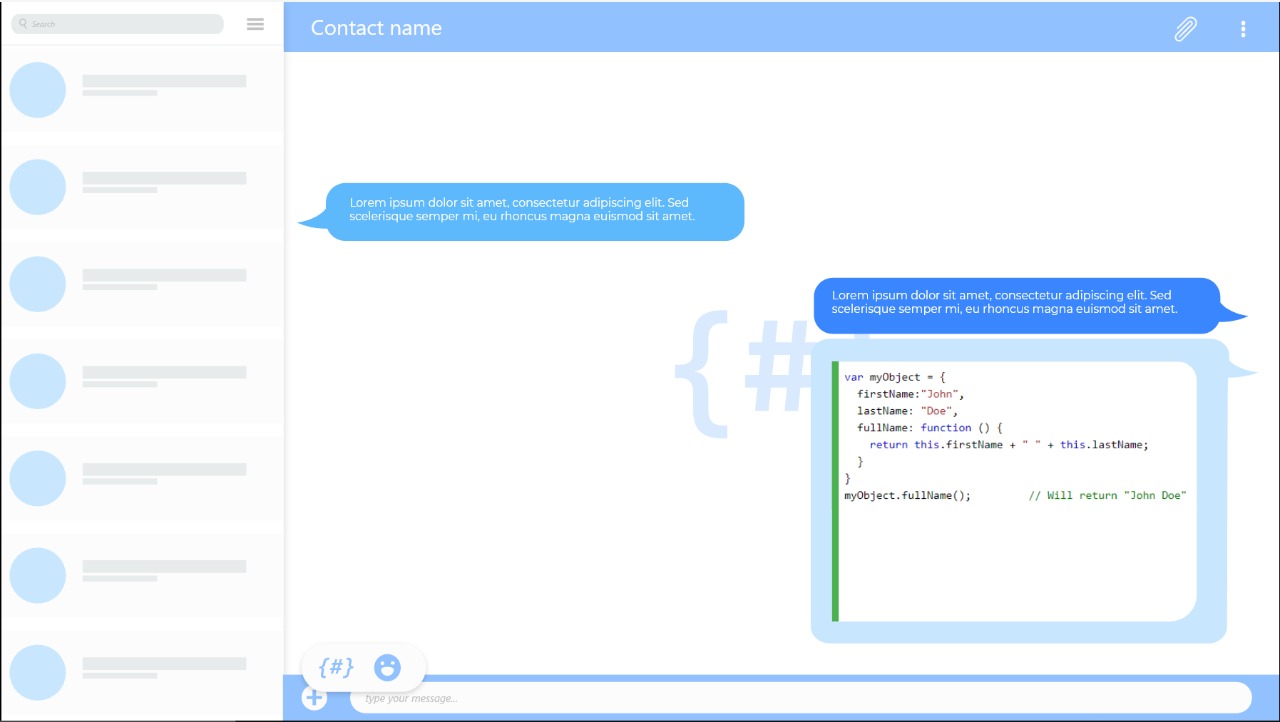 Search
Contact name
Lorem ipsum dolor sit amet, consectetur adipiscing elit. Sed
scelerisque semper mi, eu rhoncus magna euismod sit amet.
Lorem ipsum dolor sit amet, consectetur adipiscing elit. Sed
scelerisque semper mi, eu rhoncus magna euismod sit amet.
{#
var myObject = {
  firstName:"John",
  lastName: "Doe",
  fullName: function () {
    return this.firstName + " " + this.lastName;
  }
}
myObject.fullName();         // Will return "John Doe"
{#}
type your message...